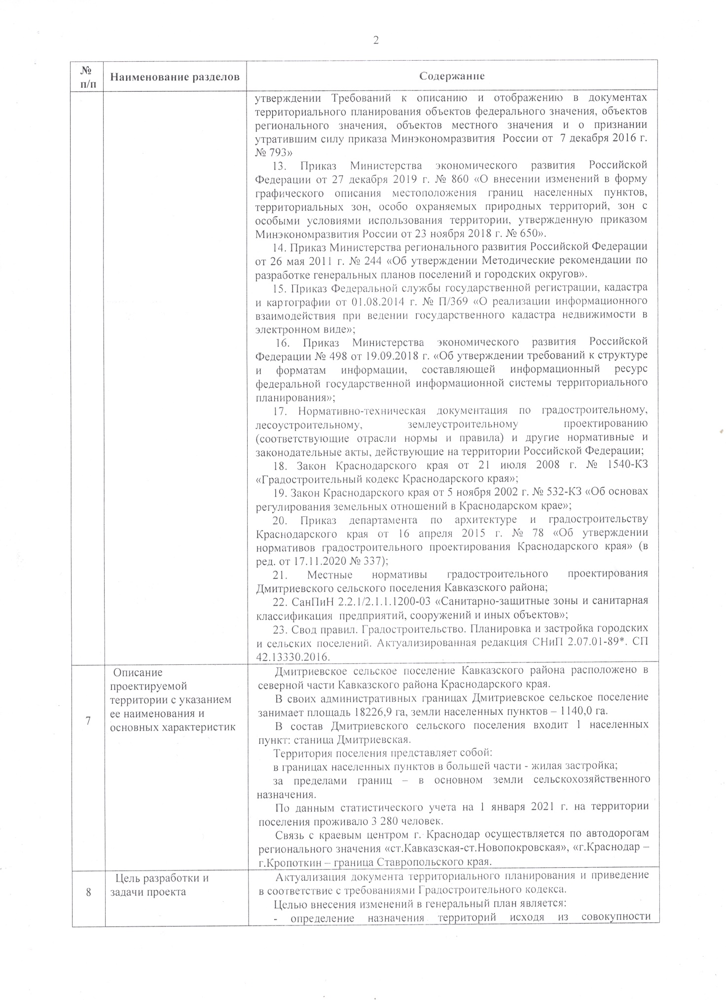 2
№
п/п
Наименование разделов
Содержание
утверждении Требований к описанию и отображению в документах
территориального планирования объектов федерального значения, объектов
регионального значения, объектов местного значения и о признании
утратившим силу приказа Минэкономразвития России от 7 декабря 2016 г.
№ 793»
13. Приказ Министерства экономического развития Российской
Федерации от 27 декабря 2019 г. № 860 «О внесении изменений в форму
графического описания местоположения границ населенных пунктов,
территориальных зон, особо охраняемых природных территорий, зон с
особыми условиями использования территории, утвержденную приказом
Минэкономразвития России от 23 ноября 2018 г. № 650».
14. Приказ Министерства регионального развития Российской Федерации
от 26 мая 2011 г. № 244 «Об утверждении Методические рекомендации по
разработке генеральных планов поселений и городских округов».
15. Приказ Федеральной службы государственной регистрации, кадастра
и картографии от 01.08.2014 г. № П/369 «О реализации информационного
взаимодействия при ведении государственного кадастра недвижимости в
электронном виде»;
16. Приказ Министерства экономического развития Российской
Федерации № 498 от 19.09.2018 г. «Об утверждении требований к структуре
и форматам информации, составляющей информационный ресурс
федеральной государственной информационной системы территориального
планирования»;
17. Нормативно-техническая документация по градостроительному,
лесоустроительному, землеустроительному проектированию
(соответствующие отрасли нормы и правила) и другие нормативные и
законодательные акты, действующие на территории Российской Федерации;
18. Закон Краснодарского края от 21 июля 2008 г. № 1540-КЗ
«Градостроительный кодекс Краснодарского края»;
19. Закон Краснодарского края от 5 ноября 2002 г. № 532-КЗ «Об основах
регулирования земельных отношений в Краснодарском крае»;
20. Приказ департамента по архитектуре и градостроительству
Краснодарского края от 16 апреля 2015 г. № 78 «Об утверждении
нормативов градостроительного проектирования Краснодарского края» (в
ред. от 17.11.2020 № 337);
21. Местные нормативы градостроительного проектирования
Дмитриевского сельского поселения Кавказского района;
22. СанПиН 2.2.1/2.1.1.1200-03 «Санитарно-защитные зоны и санитарная
классификация предприятий, сооружений и иных объектов»;
23. Свод правил. Градостроительство. Планировка и застройка городских
и сельских поселений. Актуализированная редакция СНиП 2.07.01-89*. СП
42.13330.2016.
7
Описание
проектируемой
территории с указанием
ее наименования и
основных характеристик
Дмитриевское сельское поселение Кавказского района расположено в
северной части Кавказского района Краснодарского края.
В своих административных границах Дмитриевское сельское поселение
занимает площадь 18226,9 га, земли населенных пунктов – 1140,0 га.
В состав Дмитриевского сельского поселения входит 1 населенных
пункт: станица Дмитриевская.
Территория поселения представляет собой:
в границах населенных пунктов в большей части - жилая застройка;
за пределами границ – в основном земли сельскохозяйственного
назначения.
По данным статистического учета на 1 января 2021 г. на территории
поселения проживало 3 280 человек.
Связь с краевым центром г. Краснодар осуществляется по автодорогам
регионального значения «ст.Кавказская-ст.Новопокровская», «г.Краснодар –
г.Кропоткин – граница Ставропольского края.
8
Цель разработки и
задачи проекта
Актуализация документа территориального планирования и приведение
в соответствие с требованиями Градостроительного кодекса.
Целью внесения изменений в генеральный план является:
- определение назначения территорий исходя из совокупности